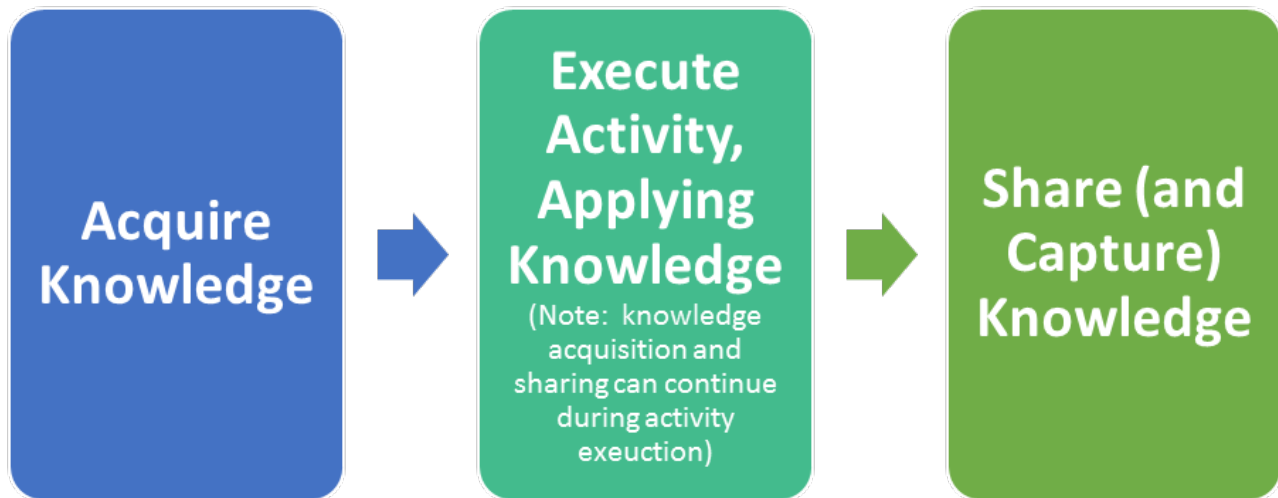 Acquire
Knowledge
Execute
Activity,
Applying
Knowledge
(Note:  knowledge
acquisition and
sharing can continue
during activity
exeuction)
Share (and
Capture)
Knowledge